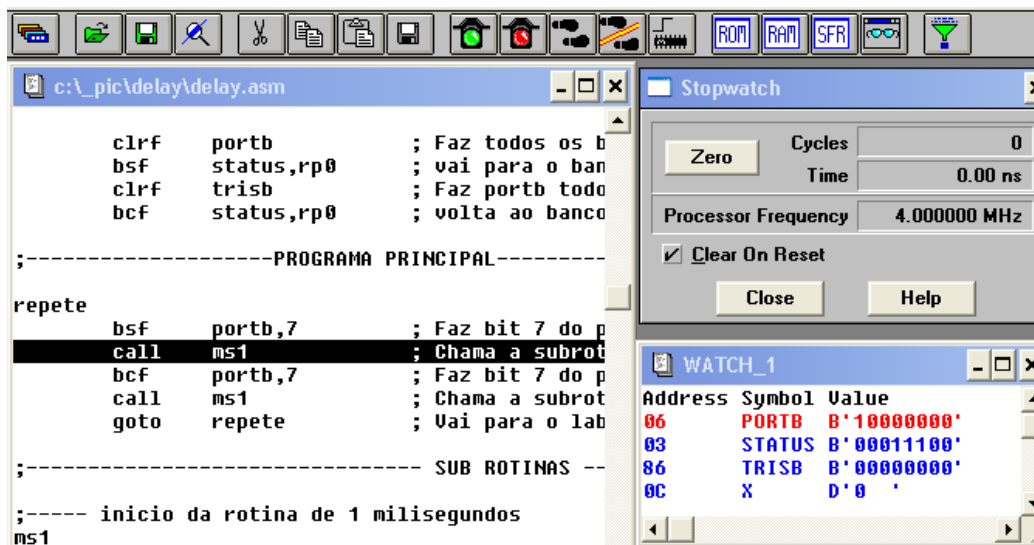 ROM RAM SFR
c:\_pic\delay\delay.asm
clrf portb ; Faz todos os b
bsf status,rp0 ; vai para o ban
clrf trisb ; Faz portb todo
bcf status,rp0 ; volta ao banco
;--------------------PROGRAMA PRINCIPAL---------
repete
bsf portb,7 ; Faz bit 7 do p
call ms1 ; Chama a subrot
bcf portb,7 ; Faz bit 7 do p
call ms1 ; Chama a subrot
goto repete ; Vai para o lab
;-------------------------------- SUB ROTINAS --
;----- inicio da rotina de 1 milisegundos
ms1
Stopwatch
Zero
Cycles 0
Time 0.00 ns
Processor Frequency 4.000000 MHz
Clear On Reset
Close Help
WATCH_1
Address Symbol Value
06 PORTB B'10000000'
03 STATUS B'00011100'
86 TRISB B'00000000'
0C X D'0 '